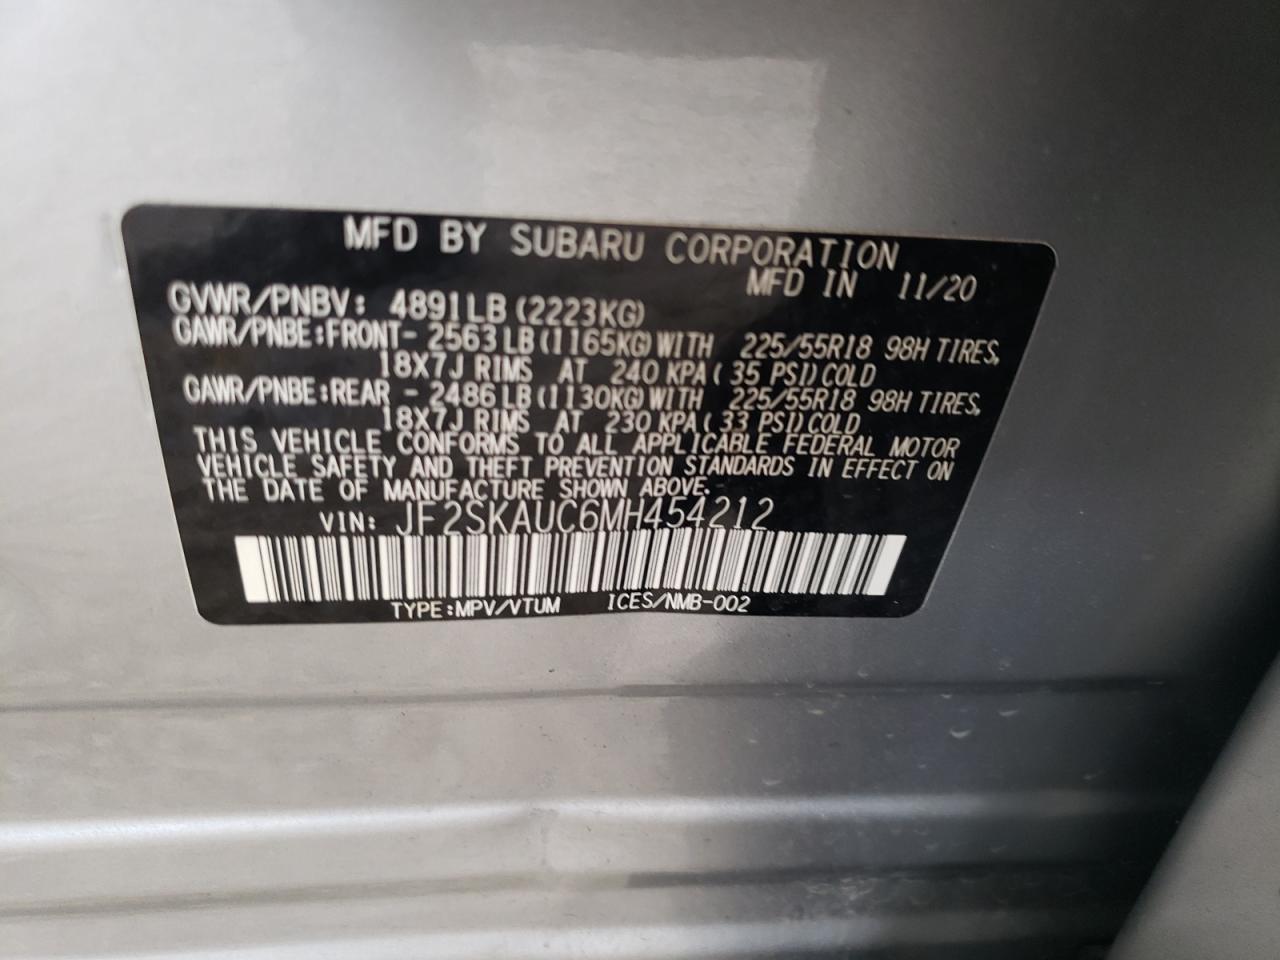 MFD BY SUBARU CORPORATION
MFD IN 11/20
GVWR/PNBV: 4891LB (2223KG)
GAWR/PNBE:FRONT- 2563 LB(1165KG)WITH 225/55R18 98H TIRES,
18X7J RIMS AT 240 KPA( 35 PSI)COLD
GAWR/PNBE:REAR - 2486 LB(1130KG)WITH 225/55R18 98H TIRES,
18X7J RIMS AT 230 KPA( 33 PSI)COLD
THIS VEHICLE CONFORMS TO ALL APPLICABLE FEDERAL MOTOR
VEHICLE SAFETY AND THEFT PREVENTION STANDARDS IN EFFECT ON
THE DATE OF MANUFACTURE SHOWN ABOVE.
VIN: JF2SKAUC6MH454212
TYPE:MPV/VTUM ICES/NMB-002